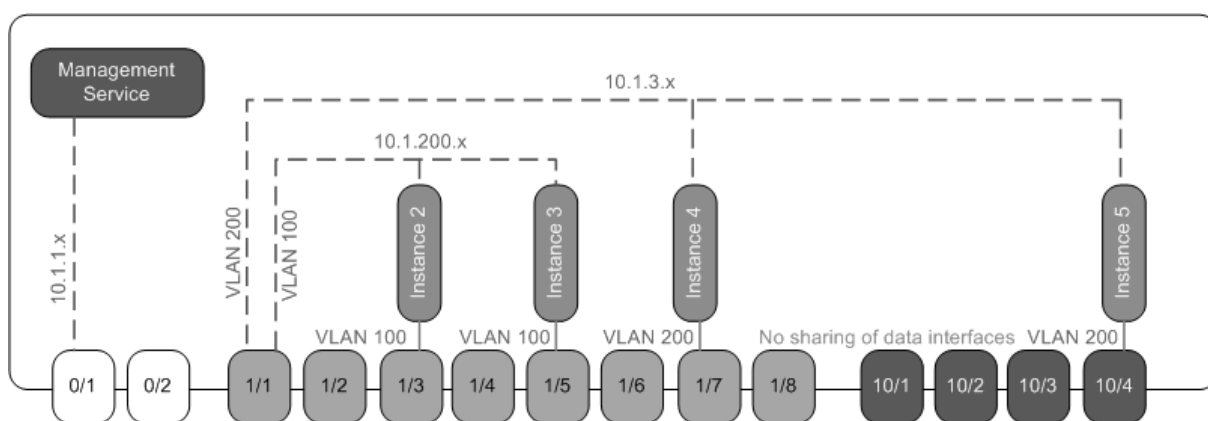 Management
Service
10.1.3.x
10.1.200.x
10.1.1.x
VLAN 200
VLAN 100
Instance 2
Instance 3
Instance 4
Instance 5
VLAN 100
VLAN 100
VLAN 200
No sharing of data interfaces
VLAN 200
0/1
0/2
1/1
1/2
1/3
1/4
1/5
1/6
1/7
1/8
10/1
10/2
10/3
10/4